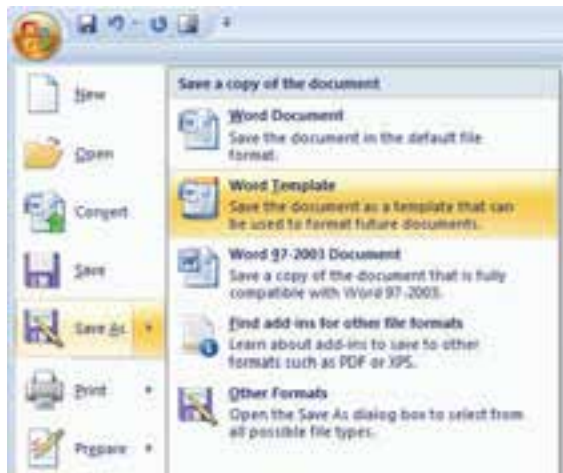 New
Open
Convert
Save
Save As
Print
Prepare
Save a copy of the document
Word Document
Save the document in the default file
format.
Word Template
Save the document as a template that can
be used to format future documents.
Word 97-2003 Document
Save a copy of the document that is fully
compatible with Word 97-2003.
Find add-ins for other file formats
Learn about add-ins to save to other
formats such as PDF or XPS.
Other Formats
Open the Save As dialog box to select from
all possible file types.